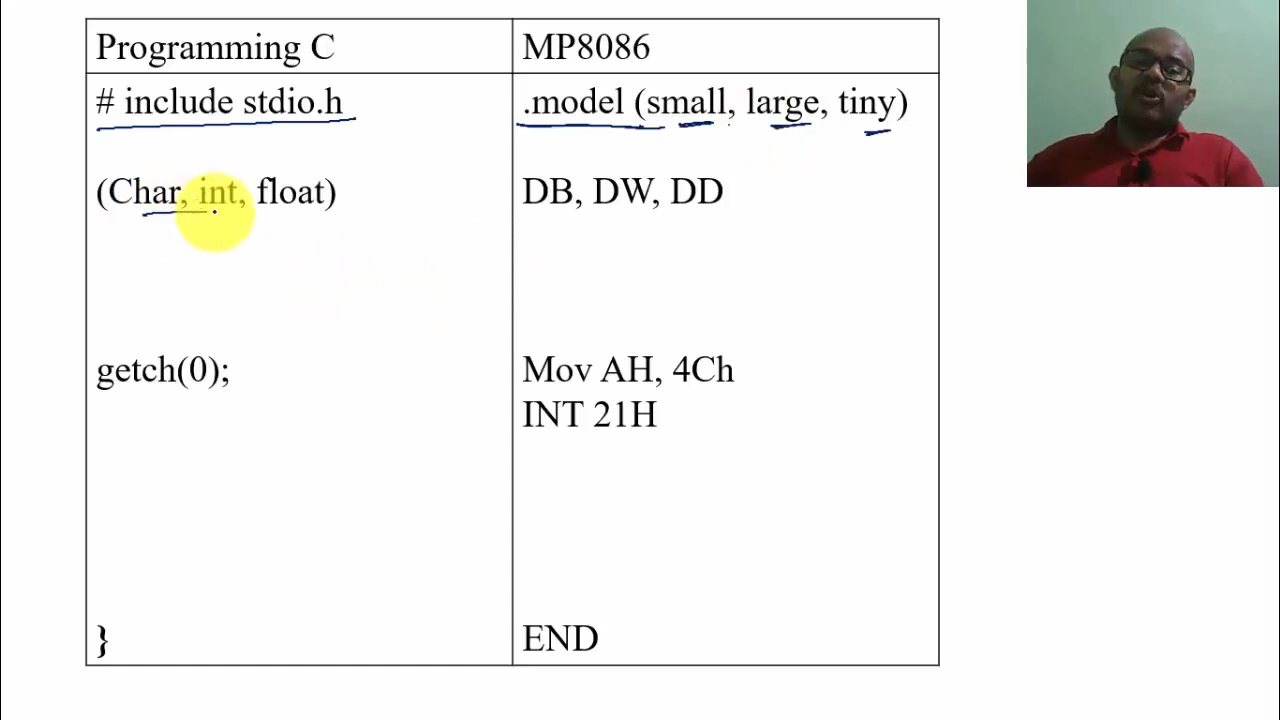 Programming C
MP8086
# include stdio.h
.model (small, large, tiny)
(Char, int, float)
DB, DW, DD
getch(0);
Mov AH, 4Ch
INT 21H
}
END